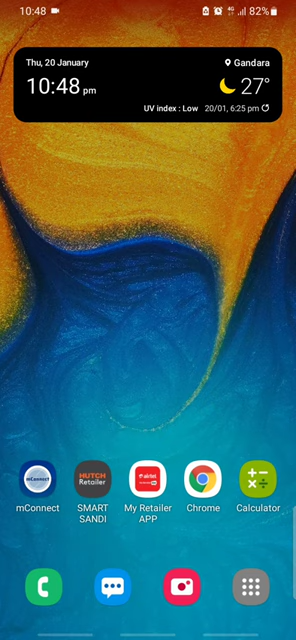 10:48
4G
82%
Thu, 20 January
Gandara
10:48 pm
27°
UV index : Low
20/01, 6:25 pm
mConnect
HUTCH
Retailer
airtel
mConnect
SMART
SANDI
My Retailer
APP
Chrome
Calculator